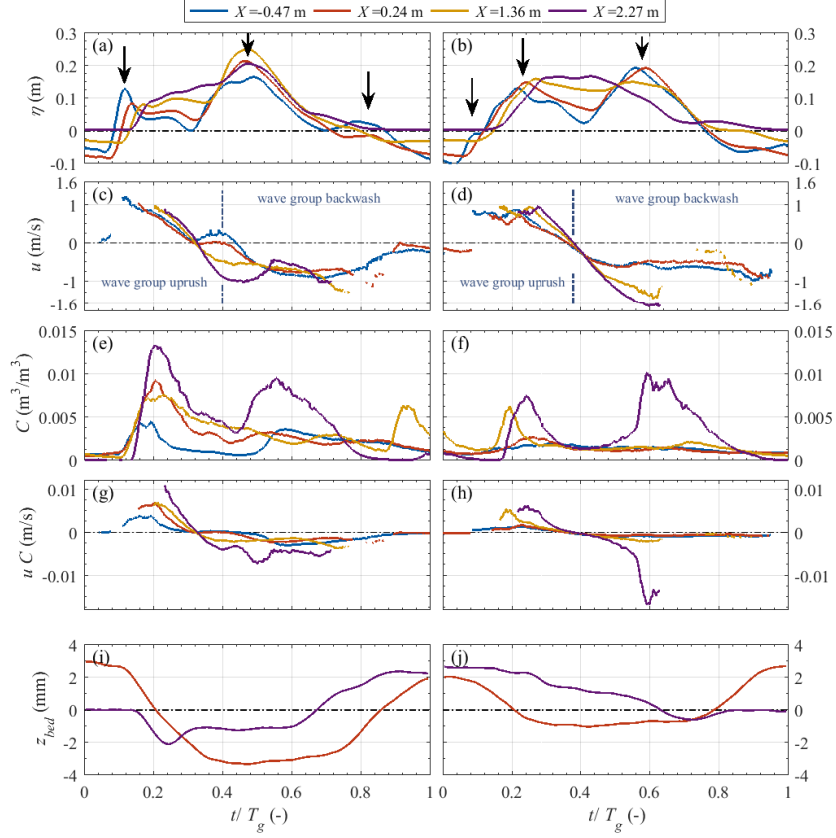 X=-0.47 m X=0.24 m X=1.36 m X=2.27 m
(a) (b)
η (m)
0.3 0.3
0.2 0.2
0.1 0.1
0 0
-0.1 -0.1
(c) (d)
u (m/s)
1.6 1.6
1 1
0 0
-1 -1
-1.6 -1.6
wave group backwash wave group backwash
wave group uprush wave group uprush
(e) (f)
C (m³/m³)
0.015 0.015
0.01 0.01
0.005 0.005
0 0
(g) (h)
u C (m/s)
0.01 0.01
0 0
-0.01 -0.01
(i) (j)
z_bed (mm)
4 4
2 2
0 0
-2 -2
-4 -4
0 0.2 0.4 0.6 0.8 1 0 0.2 0.4 0.6 0.8 1
t/ T_g (-) t/ T_g (-)